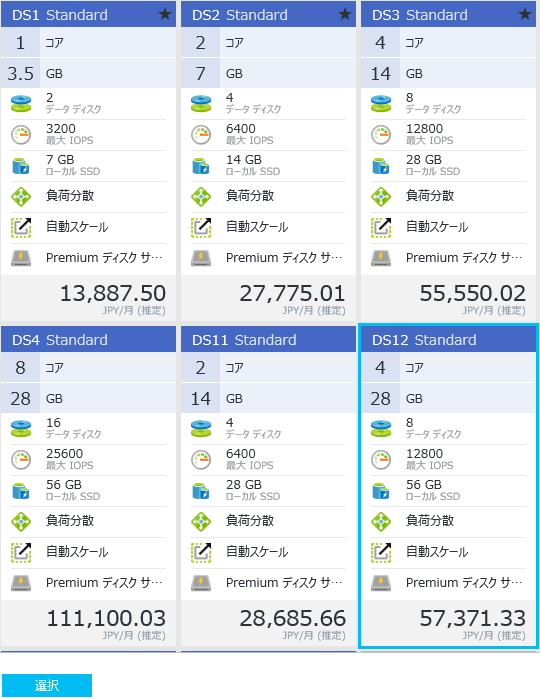 DS1 Standard ★
1 コア
3.5 GB
2
データ ディスク
3200
最大 IOPS
7 GB
ローカル SSD
負荷分散
自動スケール
Premium ディスク サ…
13,887.50
JPY/月 (推定)
DS2 Standard ★
2 コア
7 GB
4
データ ディスク
6400
最大 IOPS
14 GB
ローカル SSD
負荷分散
自動スケール
Premium ディスク サ…
27,775.01
JPY/月 (推定)
DS3 Standard ★
4 コア
14 GB
8
データ ディスク
12800
最大 IOPS
28 GB
ローカル SSD
負荷分散
自動スケール
Premium ディスク サ…
55,550.02
JPY/月 (推定)
DS4 Standard
8 コア
28 GB
16
データ ディスク
25600
最大 IOPS
56 GB
ローカル SSD
負荷分散
自動スケール
Premium ディスク サ…
111,100.03
JPY/月 (推定)
DS11 Standard
2 コア
14 GB
4
データ ディスク
6400
最大 IOPS
28 GB
ローカル SSD
負荷分散
自動スケール
Premium ディスク サ…
28,685.66
JPY/月 (推定)
DS12 Standard
4 コア
28 GB
8
データ ディスク
12800
最大 IOPS
56 GB
ローカル SSD
負荷分散
自動スケール
Premium ディスク サ…
57,371.33
JPY/月 (推定)
選択